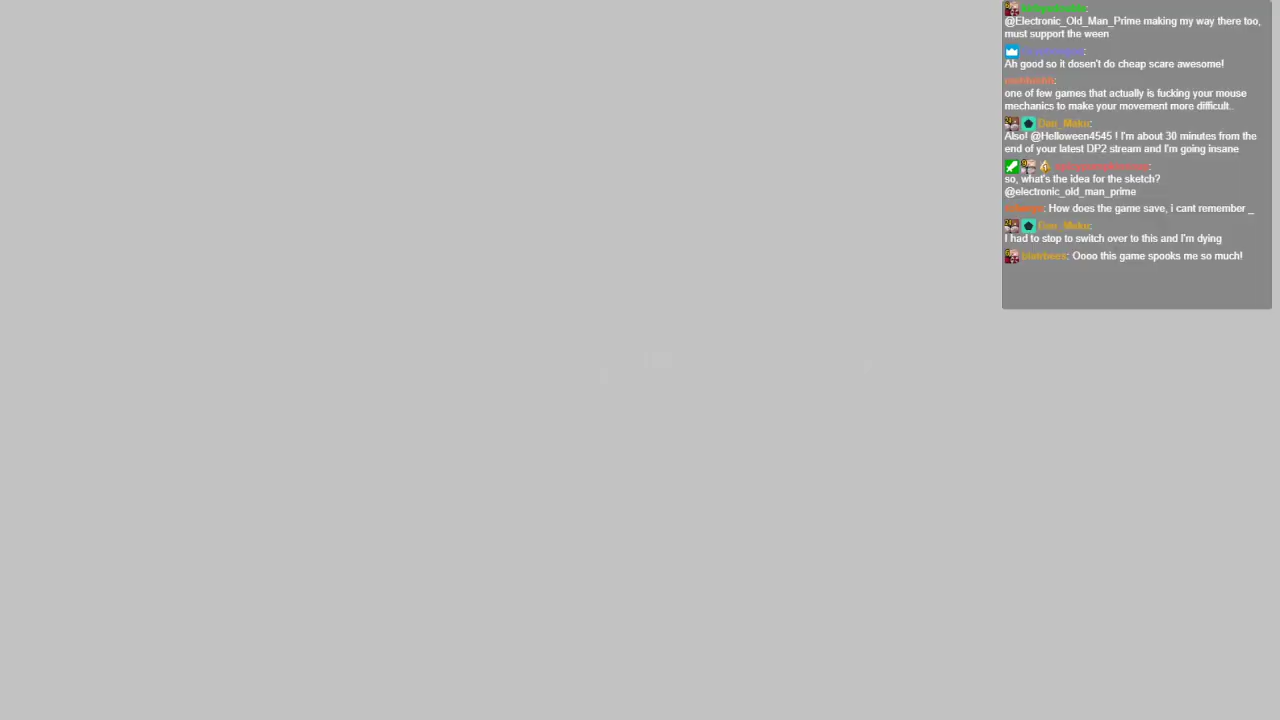 @Electronic_Old_Man_Prime making my way there too,
must support the ween
Ah good so it dosen't do cheap scare awesome!
one of few games that actually is fucking your mouse
mechanics to make your movement more difficult..
Also! @Helloween4545 ! I'm about 30 minutes from the
end of your latest DP2 stream and I'm going insane
so, what's the idea for the sketch?
@electronic_old_man_prime
: How does the game save, i cant remember _
I had to stop to switch over to this and I'm dying
: Oooo this game spooks me so much!